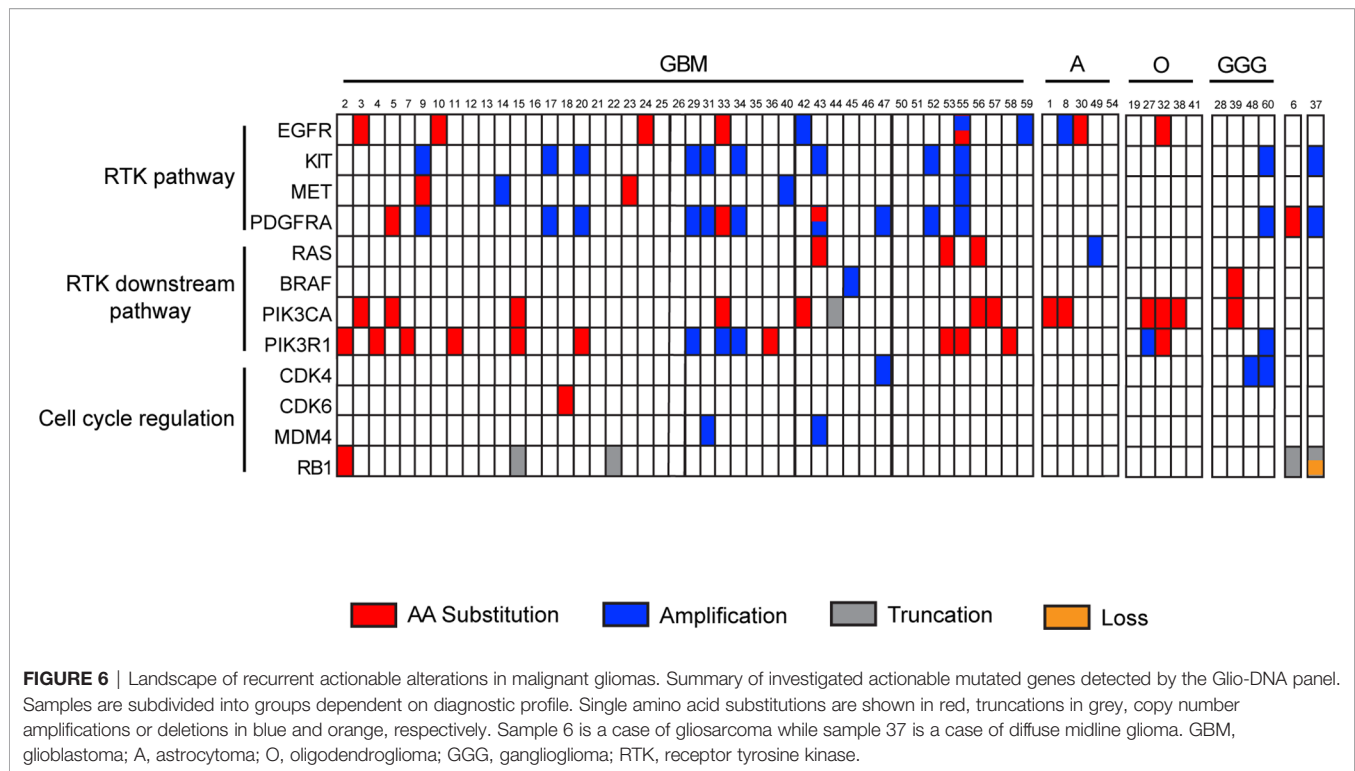 GBM A O GGG
2 3 4 5 7 9 10 11 12 13 14 15 16 17 18 20 21 22 23 24 25 26 28 29 31 33 34 35 36 40 42 43 44 45 46 47 50 51 52 53 55 56 57 58 59 1 8 30 49 54 19 27 32 38 41 28 39 48 60 6 37
EGFR
KIT
RTK pathway
MET
PDGFRA
RAS
RTK downstream
BRAF
pathway
PIK3CA
PIK3R1
CDK4
CDK6
Cell cycle regulation
MDM4
RB1
AA Substitution Amplification Truncation Loss
FIGURE 6 | Landscape of recurrent actionable alterations in malignant gliomas. Summary of investigated actionable mutated genes detected by the Glio-DNA panel.
Samples are subdivided into groups dependent on diagnostic profile. Single amino acid substitutions are shown in red, truncations in grey, copy number
amplifications or deletions in blue and orange, respectively. Sample 6 is a case of gliosarcoma while sample 37 is a case of diffuse midline glioma. GBM,
glioblastoma; A, astrocytoma; O, oligodendroglioma; GGG, ganglioglioma; RTK, receptor tyrosine kinase.